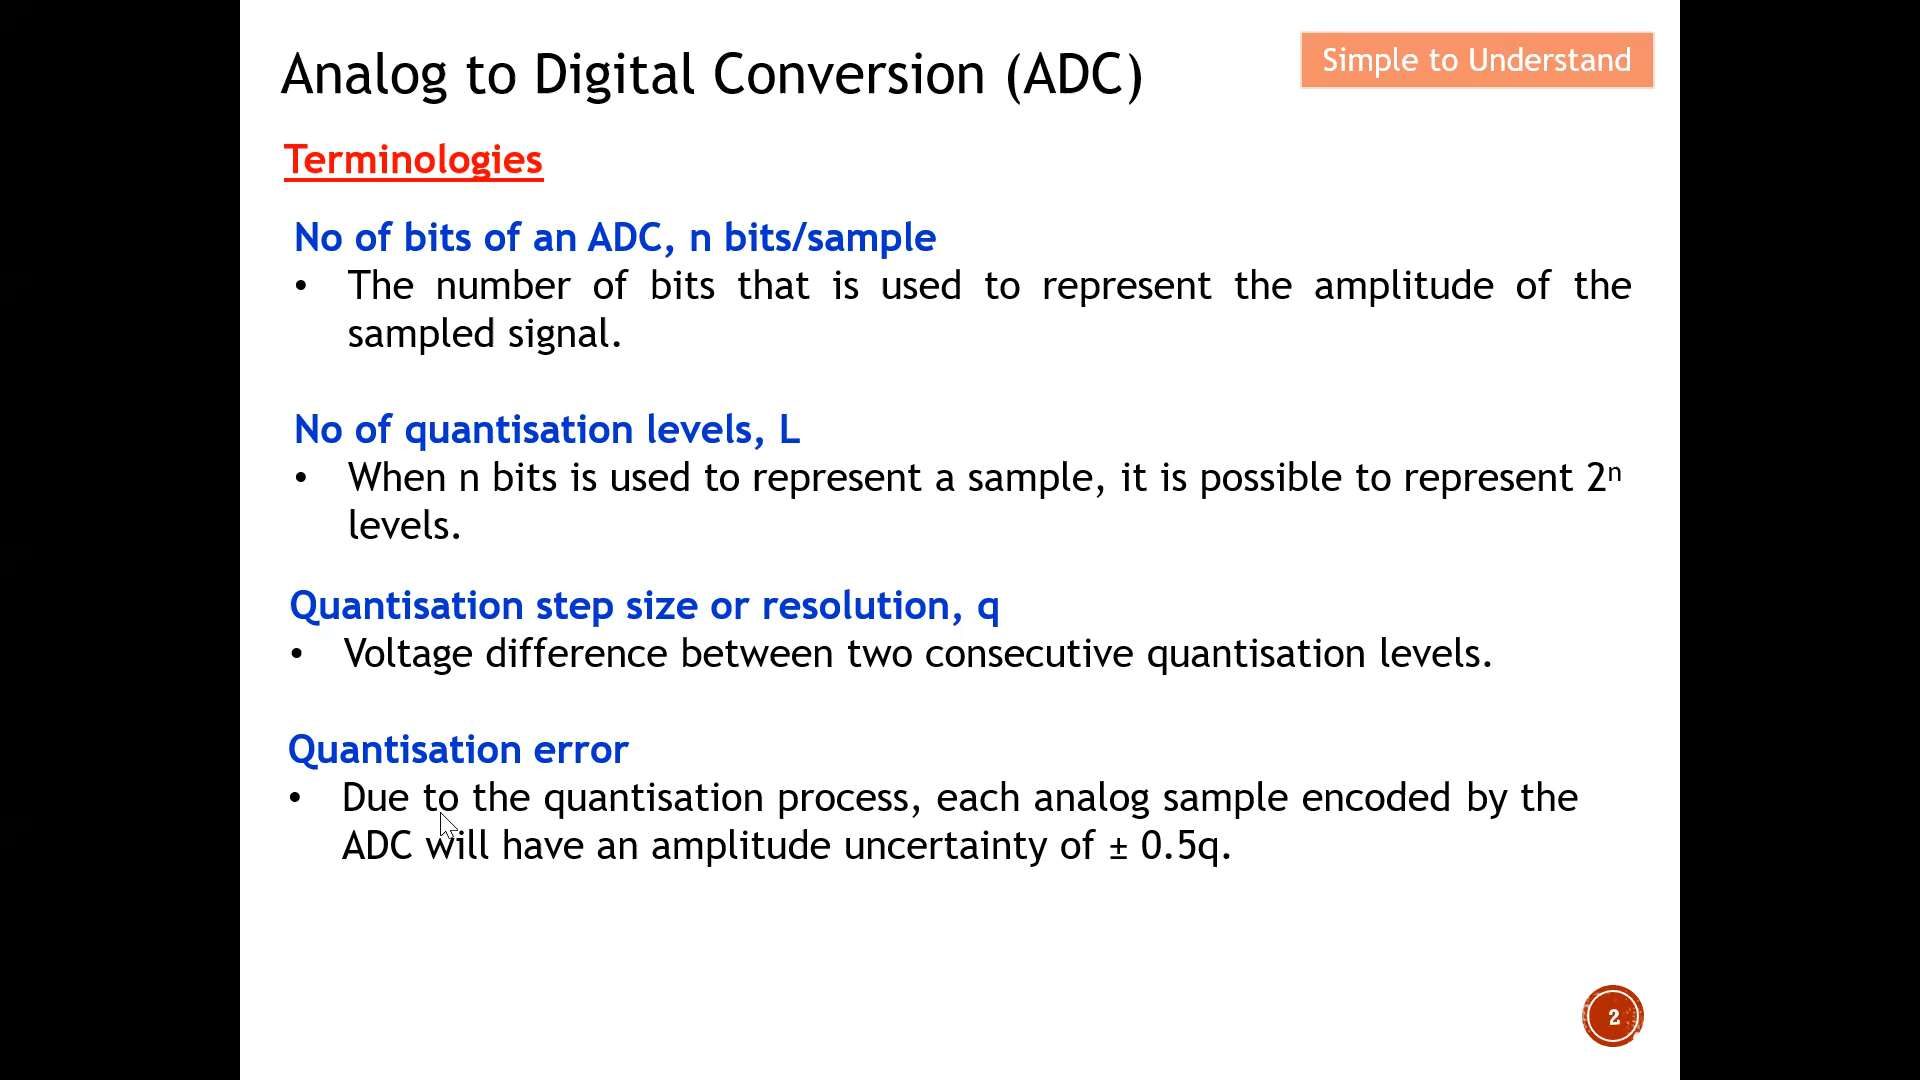 Analog to Digital Conversion (ADC)
Simple to Understand
Terminologies
No of bits of an ADC, n bits/sample
• The number of bits that is used to represent the amplitude of the
sampled signal.
No of quantisation levels, L
• When n bits is used to represent a sample, it is possible to represent 2ⁿ
levels.
Quantisation step size or resolution, q
• Voltage difference between two consecutive quantisation levels.
Quantisation error
• Due to the quantisation process, each analog sample encoded by the
ADC will have an amplitude uncertainty of ± 0.5q.
2